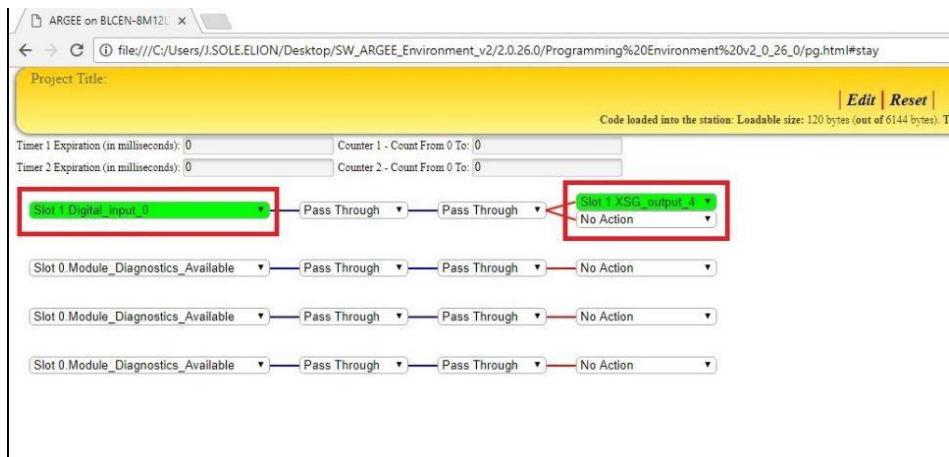 ARGEE on BLCEN-8M12L
file:///C:/Users/J.SOLE.ELION/Desktop/SW_ARGEE_Environment_v2/2.0.26.0/Programming%20Environment%20v2_0_26_0/pg.html#stay
Project Title:
| Edit | Reset |
Code loaded into the station: Loadable size: 120 bytes (out of 6144 bytes). T
Timer 1 Expiration (in milliseconds): 0 Counter 1 - Count From 0 To: 0
Timer 2 Expiration (in milliseconds): 0 Counter 2 - Count From 0 To: 0
Slot 1.Digital_input_0 Pass Through Pass Through Slot 1.XSG_output_4
No Action
Slot 0.Module_Diagnostics_Available Pass Through Pass Through No Action
Slot 0.Module_Diagnostics_Available Pass Through Pass Through No Action
Slot 0.Module_Diagnostics_Available Pass Through Pass Through No Action